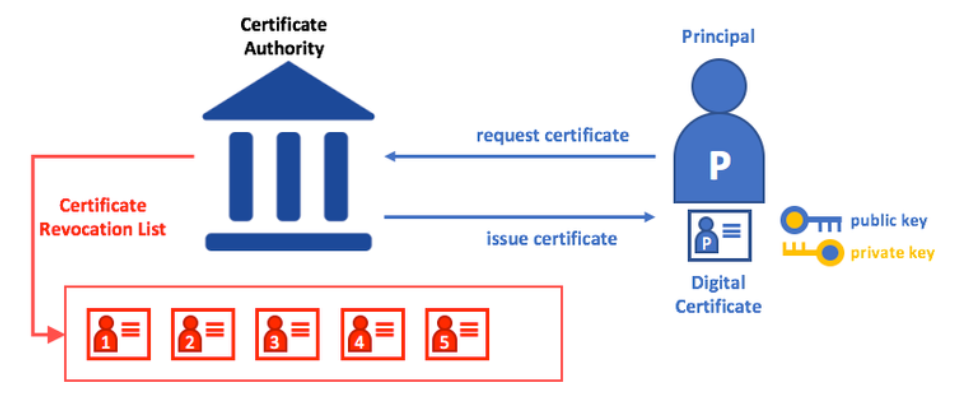 Certificate
Authority
Principal
request certificate
P
Certificate
Revocation List
issue certificate
P
public key
private key
Digital
Certificate
1 2 3 4 5